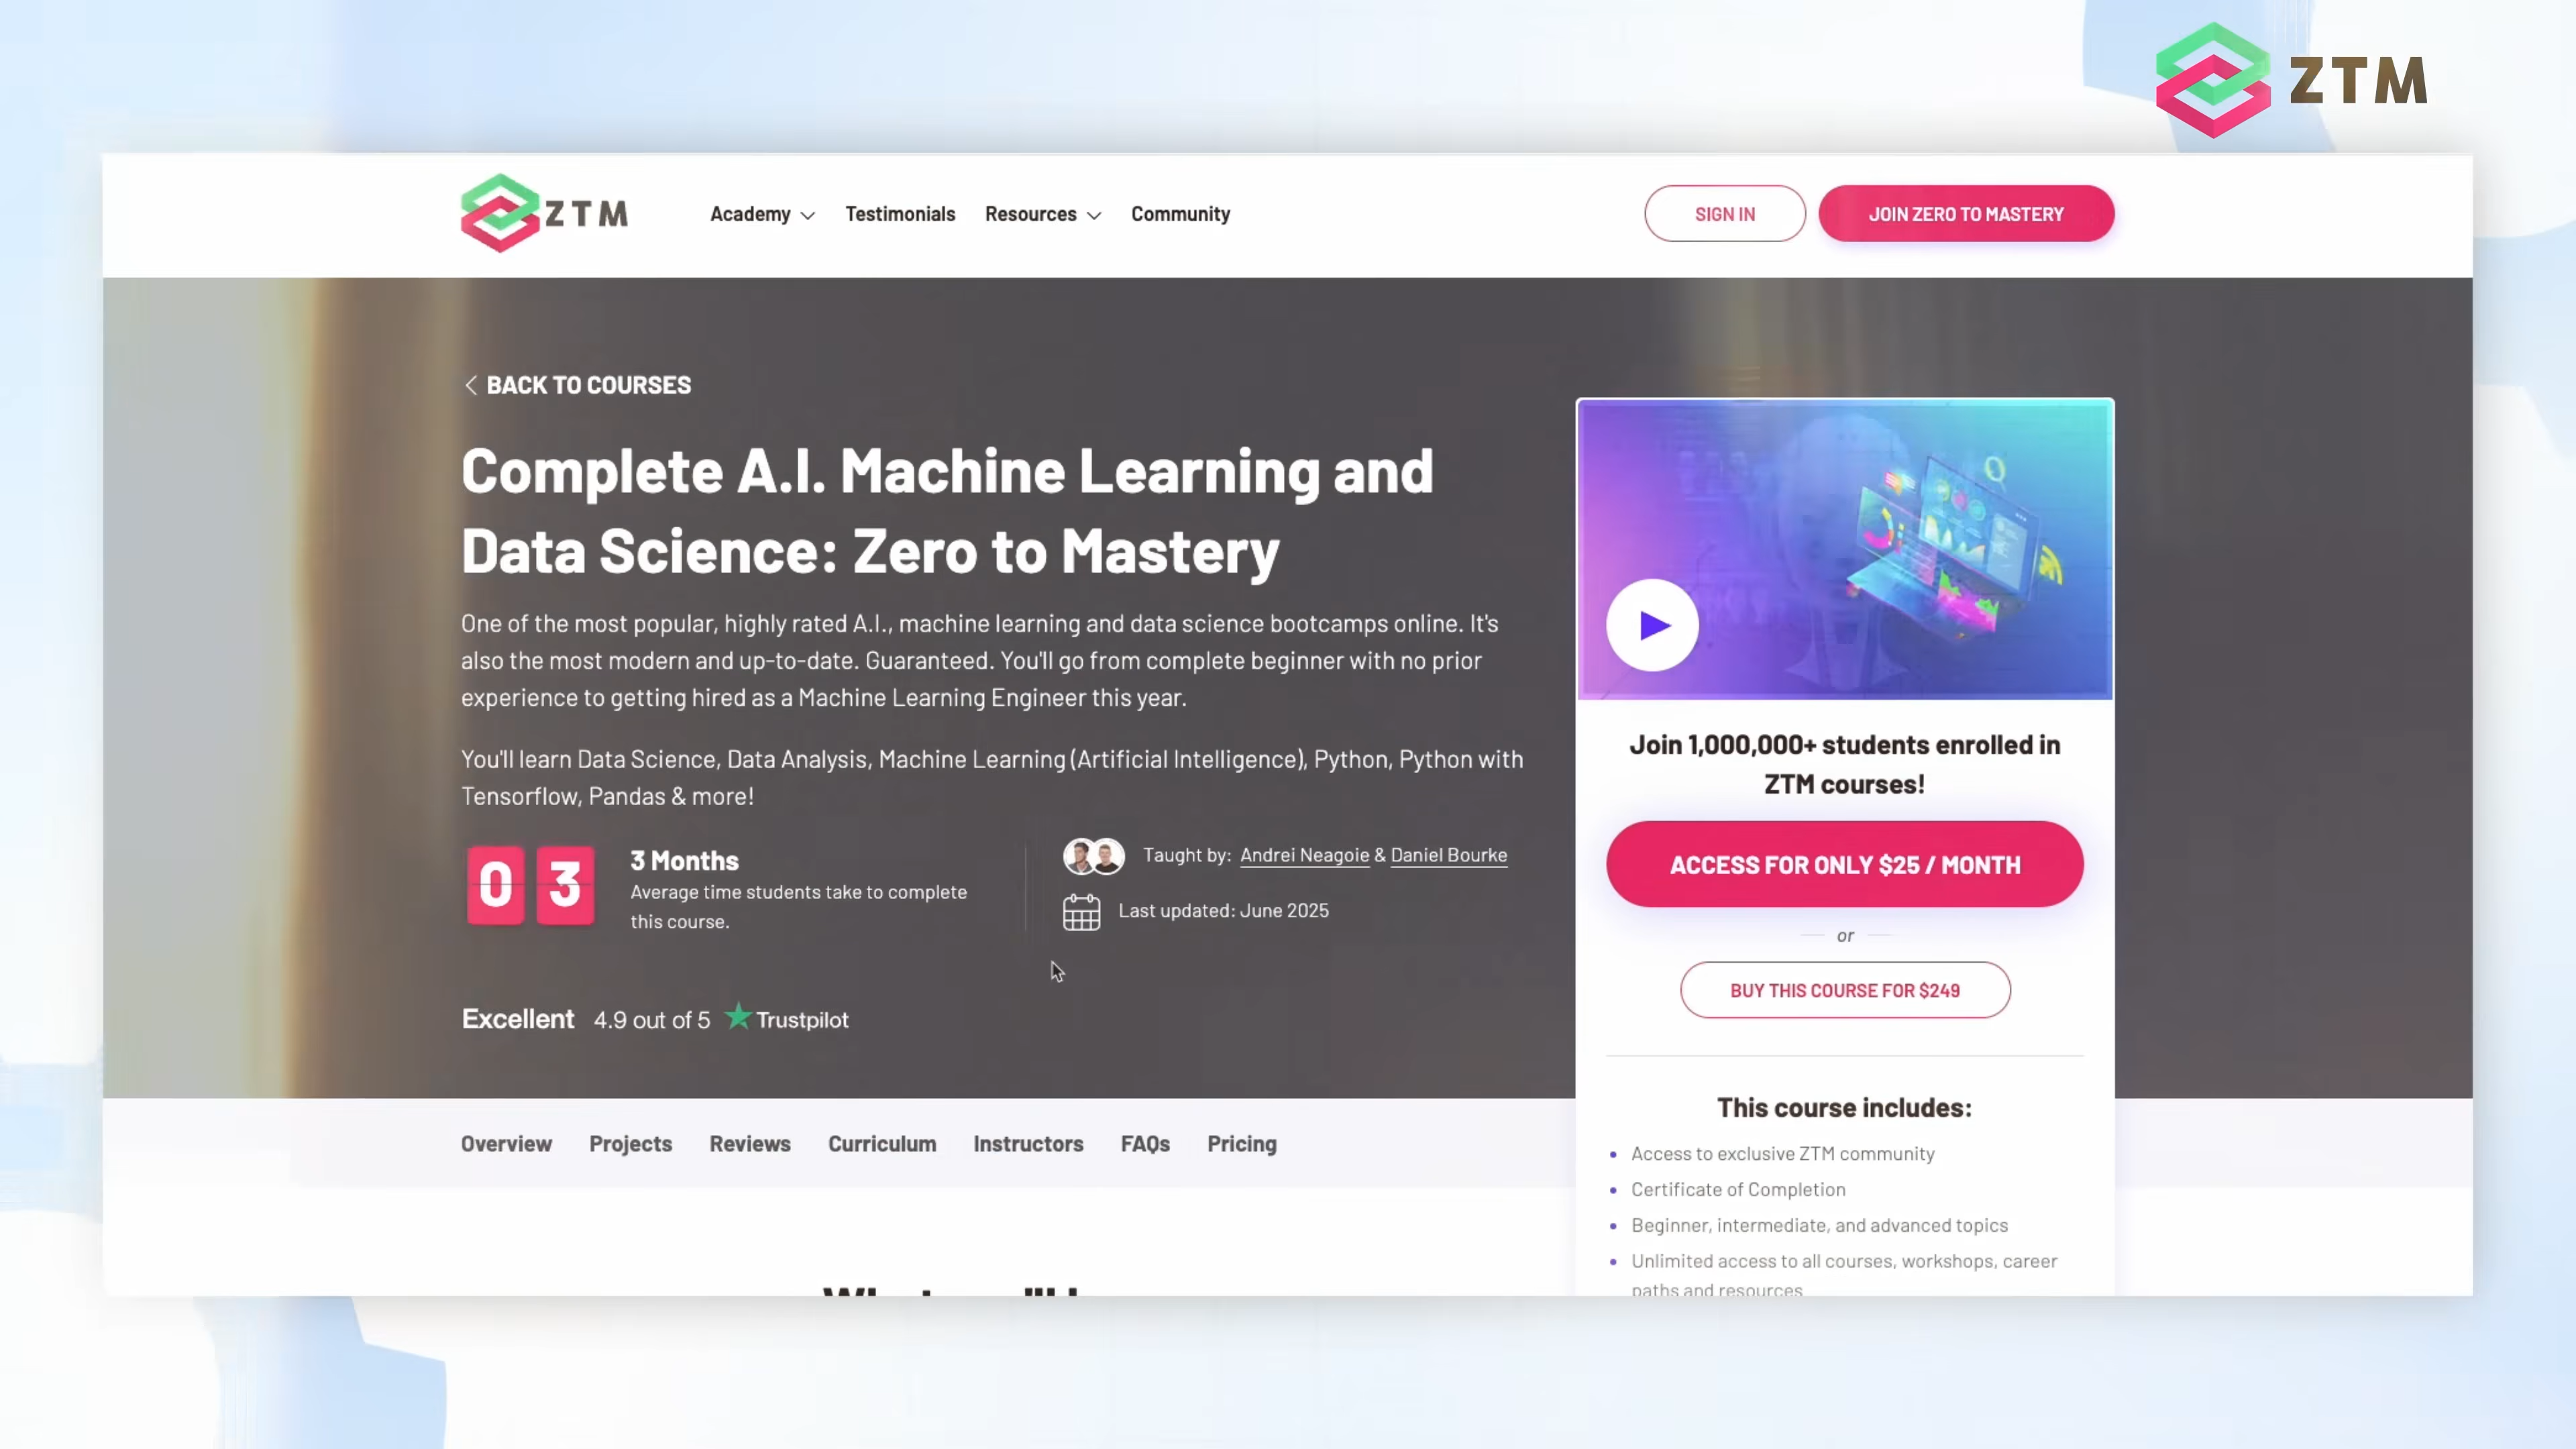 ZTM
ZTM
Academy
Testimonials
Resources
Community
SIGN IN
JOIN ZERO TO MASTERY
BACK TO COURSES
Complete A.I. Machine Learning and
Data Science: Zero to Mastery
One of the most popular, highly rated A.I., machine learning and data science bootcamps online. It's
also the most modern and up-to-date. Guaranteed. You'll go from complete beginner with no prior
experience to getting hired as a Machine Learning Engineer this year.
You'll learn Data Science, Data Analysis, Machine Learning (Artificial Intelligence), Python, Python with
Tensorflow, Pandas & more!
03
3 Months
Average time students take to complete
this course.
Taught by: Andrei Neagoie & Daniel Bourke
Last updated: June 2025
Excellent 4.9 out of 5 Trustpilot
Join 1,000,000+ students enrolled in
ZTM courses!
ACCESS FOR ONLY $25 / MONTH
or
BUY THIS COURSE FOR $249
This course includes:
Access to exclusive ZTM community
Certificate of Completion
Beginner, intermediate, and advanced topics
Unlimited access to all courses, workshops, career
paths and resources
Overview
Projects
Reviews
Curriculum
Instructors
FAQs
Pricing